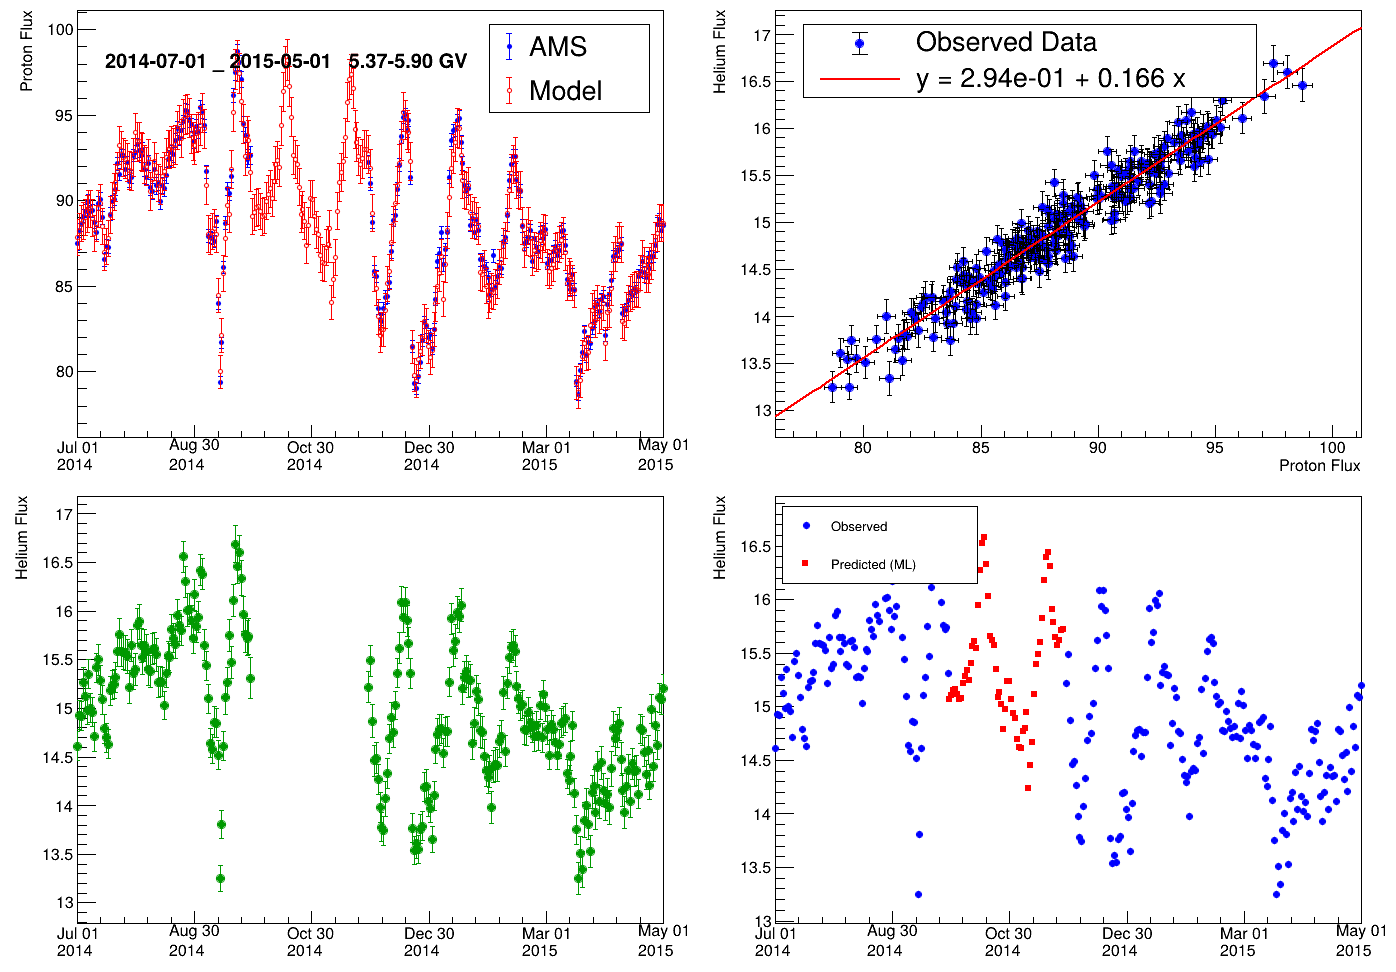 Proton Flux
100
95
90
85
80
2014-07-01 _ 2015-05-01 5.37-5.90 GV
AMS
Model
Jul 01
2014
Aug 30
2014
Oct 30
2014
Dec 30
2014
Mar 01
2015
May 01
2015
Helium Flux
17
16.5
16
15.5
15
14.5
14
13.5
13
Observed Data
y = 2.94e-01 + 0.166 x
80
85
90
95
100
Proton Flux
Helium Flux
17
16.5
16
15.5
15
14.5
14
13.5
13
Jul 01
2014
Aug 30
2014
Oct 30
2014
Dec 30
2014
Mar 01
2015
May 01
2015
Helium Flux
16.5
16
15.5
15
14.5
14
13.5
13
Observed
Predicted (ML)
Jul 01
2014
Aug 30
2014
Oct 30
2014
Dec 30
2014
Mar 01
2015
May 01
2015